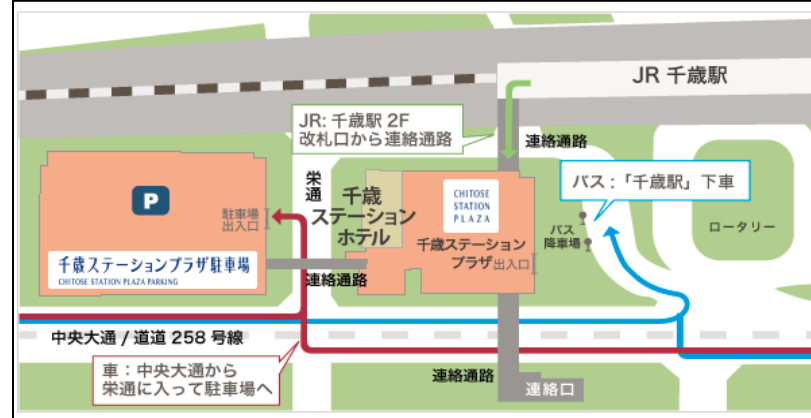 JR 千歳駅
JR: 千歳駅 2F
改札口から連絡通路
連絡通路
バス:「千歳駅」下車
栄通
P
千歳
ステーション
ホテル
CHITOSE
STATION
PLAZA
駐車場
出入口
千歳ステーション
プラザ
出入口
バス
降車場
ロータリー
千歳ステーションプラザ駐車場
CHITOSE STATION PLAZA PARKING
連絡通路
中央大通 / 道道 258 号線
車：中央大通から
栄通に入って駐車場へ
連絡通路
連絡口